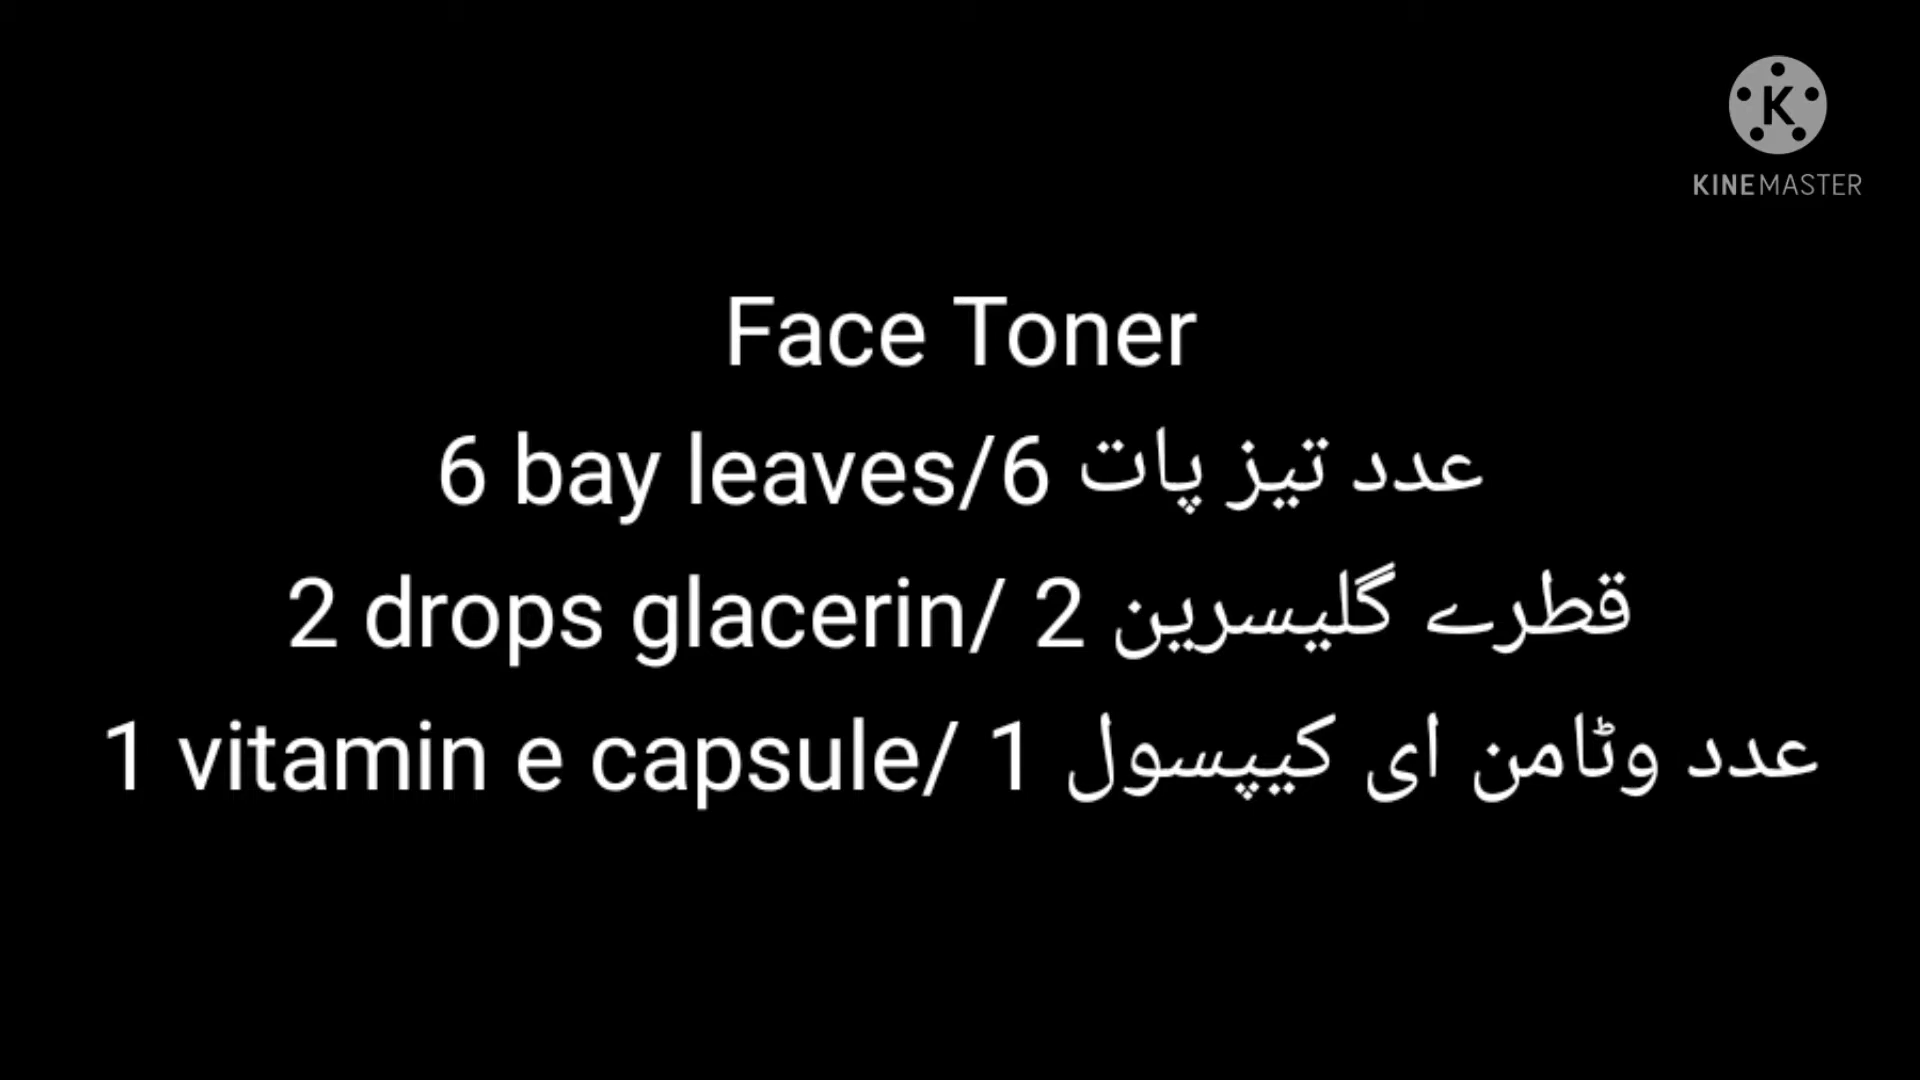 KINEMASTER
Face Toner
6 bay leaves/6 عدد تیز پات
2 drops glacerin/ 2 قطرے گلیسرین
1 vitamin e capsule/ 1 عدد وٹامن ای کیپسول